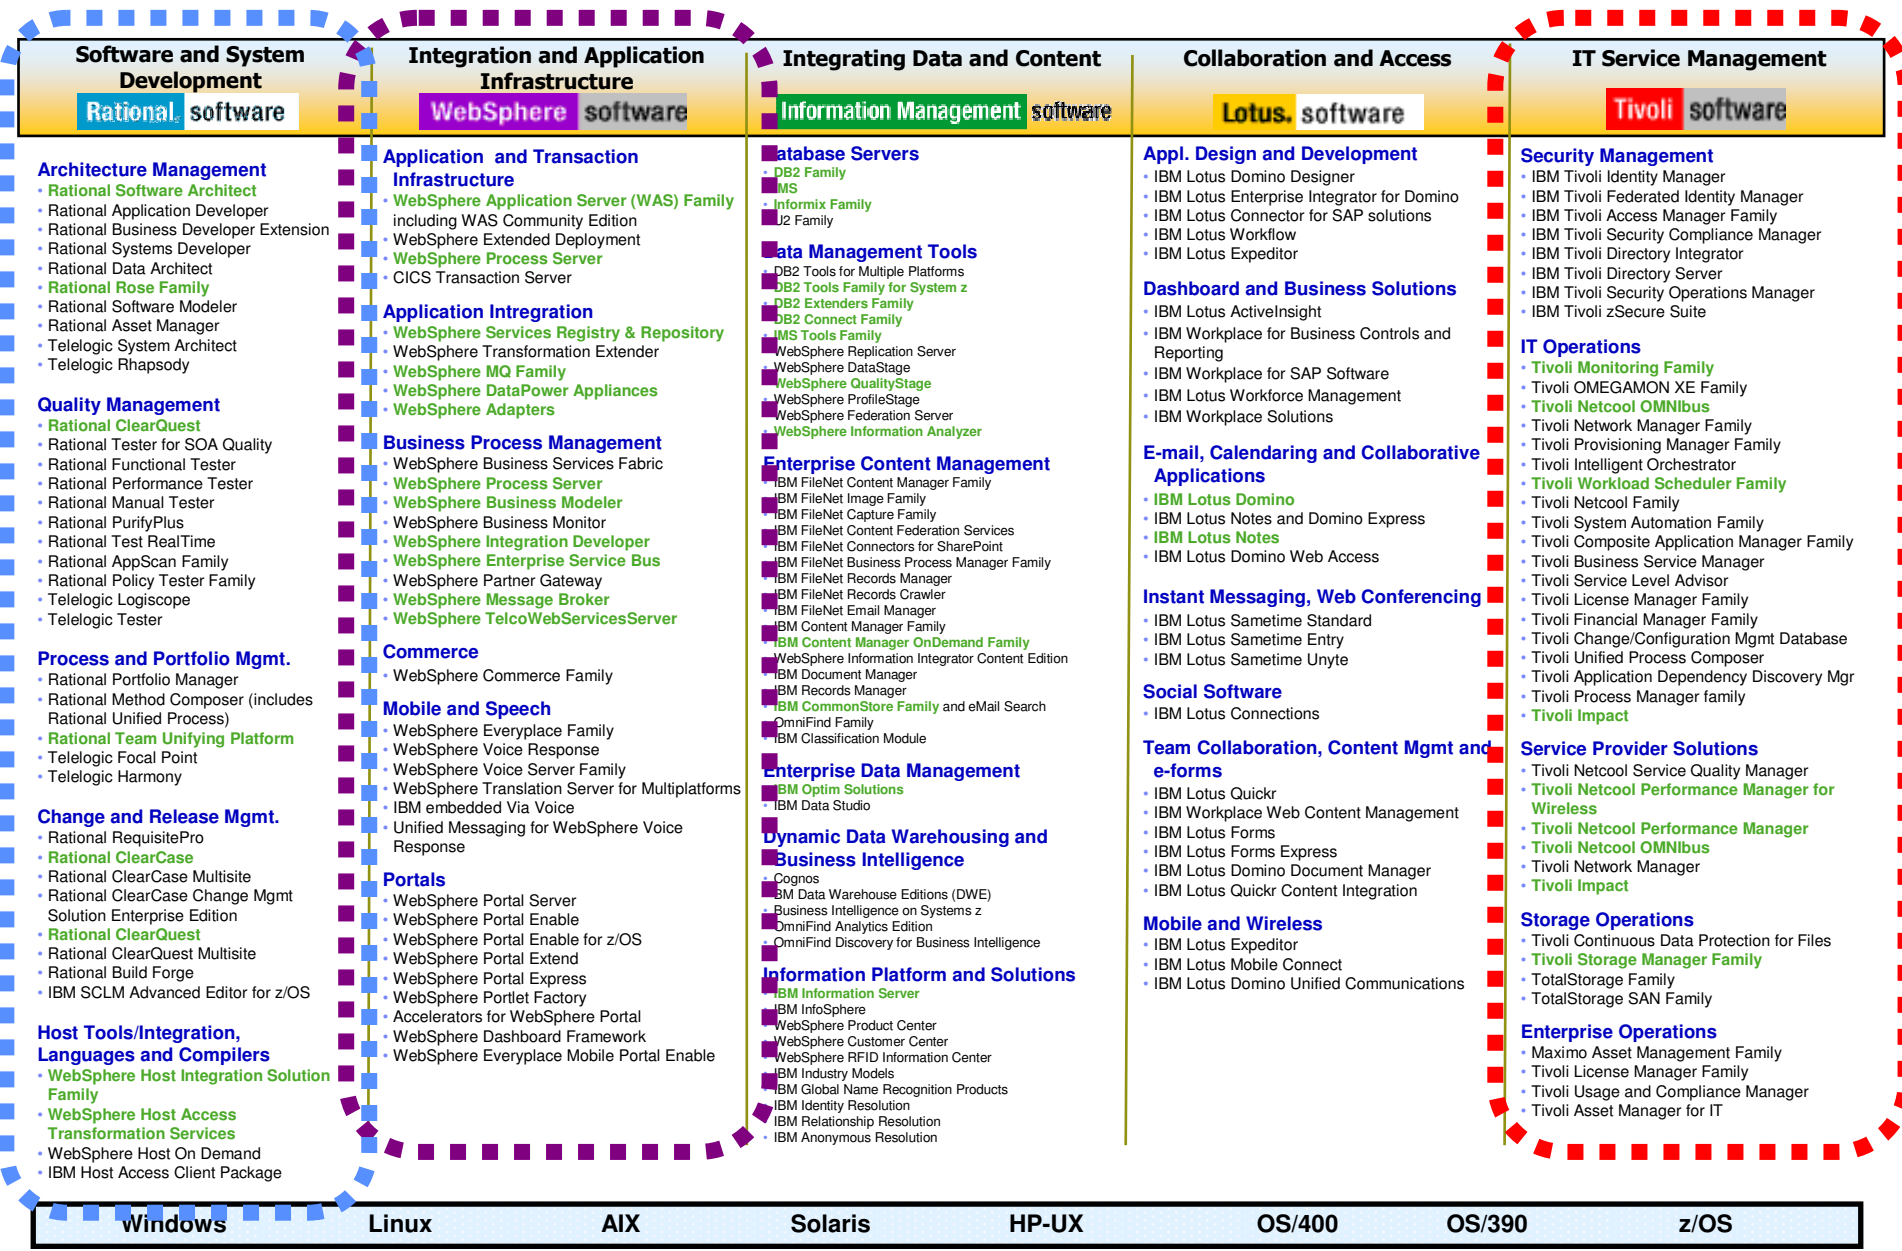 Software and System
Development
Rational. software
Architecture Management
• Rational Software Architect
• Rational Application Developer
• Rational Business Developer Extension
• Rational Systems Developer
• Rational Data Architect
• Rational Rose Family
• Rational Software Modeler
• Rational Asset Manager
• Telelogic System Architect
• Telelogic Rhapsody
Quality Management
• Rational ClearQuest
• Rational Tester for SOA Quality
• Rational Functional Tester
• Rational Performance Tester
• Rational Manual Tester
• Rational PurifyPlus
• Rational Test RealTime
• Rational AppScan Family
• Rational Policy Tester Family
• Telelogic Logiscope
• Telelogic Tester
Process and Portfolio Mgmt.
• Rational Portfolio Manager
• Rational Method Composer (includes
Rational Unified Process)
• Rational Team Unifying Platform
• Telelogic Focal Point
• Telelogic Harmony
Change and Release Mgmt.
• Rational RequisitePro
• Rational ClearCase
• Rational ClearCase Multisite
• Rational ClearCase Change Mgmt
Solution Enterprise Edition
• Rational ClearQuest
• Rational ClearQuest Multisite
• Rational Build Forge
• IBM SCLM Advanced Editor for z/OS
Host Tools/Integration,
Languages and Compilers
• WebSphere Host Integration Solution
Family
• WebSphere Host Access
Transformation Services
• WebSphere Host On Demand
• IBM Host Access Client Package
Integration and Application
Infrastructure
WebSphere software
Application and Transaction
Infrastructure
• WebSphere Application Server (WAS) Family
including WAS Community Edition
• WebSphere Extended Deployment
• WebSphere Process Server
• CICS Transaction Server
Application Intregration
• WebSphere Services Registry & Repository
• WebSphere Transformation Extender
• WebSphere MQ Family
• WebSphere DataPower Appliances
• WebSphere Adapters
Business Process Management
• WebSphere Business Services Fabric
• WebSphere Process Server
• WebSphere Business Modeler
• WebSphere Business Monitor
• WebSphere Integration Developer
• WebSphere Enterprise Service Bus
• WebSphere Partner Gateway
• WebSphere Message Broker
• WebSphere TelcoWebServicesServer
Commerce
• WebSphere Commerce Family
Mobile and Speech
• WebSphere Everyplace Family
• WebSphere Voice Response
• WebSphere Voice Server Family
• WebSphere Translation Server for Multiplatforms
• IBM embedded Via Voice
• Unified Messaging for WebSphere Voice
Response
Portals
• WebSphere Portal Server
• WebSphere Portal Enable
• WebSphere Portal Enable for z/OS
• WebSphere Portal Extend
• WebSphere Portal Express
• WebSphere Portlet Factory
• Accelerators for WebSphere Portal
• WebSphere Dashboard Framework
• WebSphere Everyplace Mobile Portal Enable
Integrating Data and Content
Information Management software
Database Servers
• DB2 Family
• IMS
• Informix Family
• U2 Family
Data Management Tools
• DB2 Tools for Multiple Platforms
• DB2 Tools Family for System z
• DB2 Extenders Family
• DB2 Connect Family
• IMS Tools Family
• WebSphere Replication Server
• WebSphere DataStage
• WebSphere QualityStage
• WebSphere ProfileStage
• WebSphere Federation Server
• WebSphere Information Analyzer
Enterprise Content Management
• IBM FileNet Content Manager Family
• IBM FileNet Image Family
• IBM FileNet Capture Family
• IBM FileNet Content Federation Services
• IBM FileNet Connectors for SharePoint
• IBM FileNet Business Process Manager Family
• IBM FileNet Records Manager
• IBM FileNet Records Crawler
• IBM FileNet Email Manager
• IBM Content Manager Family
• IBM Content Manager OnDemand Family
• WebSphere Information Integrator Content Edition
• IBM Document Manager
• IBM Records Manager
• IBM CommonStore Family and eMail Search
• OmniFind Family
• IBM Classification Module
Enterprise Data Management
• IBM Optim Solutions
• IBM Data Studio
Dynamic Data Warehousing and
Business Intelligence
• Cognos
• IBM Data Warehouse Editions (DWE)
• Business Intelligence on Systems z
• OmniFind Analytics Edition
• OmniFind Discovery for Business Intelligence
Information Platform and Solutions
• IBM Information Server
• IBM InfoSphere
• WebSphere Product Center
• WebSphere Customer Center
• WebSphere RFID Information Center
• IBM Industry Models
• IBM Global Name Recognition Products
• IBM Identity Resolution
• IBM Relationship Resolution
• IBM Anonymous Resolution
Collaboration and Access
Lotus. software
Appl. Design and Development
• IBM Lotus Domino Designer
• IBM Lotus Enterprise Integrator for Domino
• IBM Lotus Connector for SAP solutions
• IBM Lotus Workflow
• IBM Lotus Expeditor
Dashboard and Business Solutions
• IBM Lotus ActiveInsight
• IBM Workplace for Business Controls and
Reporting
• IBM Workplace for SAP Software
• IBM Lotus Workforce Management
• IBM Workplace Solutions
E-mail, Calendaring and Collaborative
Applications
• IBM Lotus Domino
• IBM Lotus Notes and Domino Express
• IBM Lotus Notes
• IBM Lotus Domino Web Access
Instant Messaging, Web Conferencing
• IBM Lotus Sametime Standard
• IBM Lotus Sametime Entry
• IBM Lotus Sametime Unyte
Social Software
• IBM Lotus Connections
Team Collaboration, Content Mgmt and
e-forms
• IBM Lotus Quickr
• IBM Workplace Web Content Management
• IBM Lotus Forms
• IBM Lotus Forms Express
• IBM Lotus Domino Document Manager
• IBM Lotus Quickr Content Integration
Mobile and Wireless
• IBM Lotus Expeditor
• IBM Lotus Mobile Connect
• IBM Lotus Domino Unified Communications
IT Service Management
Tivoli software
Security Management
• IBM Tivoli Identity Manager
• IBM Tivoli Federated Identity Manager
• IBM Tivoli Access Manager Family
• IBM Tivoli Security Compliance Manager
• IBM Tivoli Directory Integrator
• IBM Tivoli Directory Server
• IBM Tivoli Security Operations Manager
• IBM Tivoli zSecure Suite
IT Operations
• Tivoli Monitoring Family
• Tivoli OMEGAMON XE Family
• Tivoli Netcool OMNIbus
• Tivoli Network Manager Family
• Tivoli Provisioning Manager Family
• Tivoli Intelligent Orchestrator
• Tivoli Workload Scheduler Family
• Tivoli Netcool Family
• Tivoli System Automation Family
• Tivoli Composite Application Manager Family
• Tivoli Business Service Manager
• Tivoli Service Level Advisor
• Tivoli License Manager Family
• Tivoli Financial Manager Family
• Tivoli Change/Configuration Mgmt Database
• Tivoli Unified Process Composer
• Tivoli Application Dependency Discovery Mgr
• Tivoli Process Manager family
• Tivoli Impact
Service Provider Solutions
• Tivoli Netcool Service Quality Manager
• Tivoli Netcool Performance Manager for
Wireless
• Tivoli Netcool Performance Manager
• Tivoli Netcool OMNIbus
• Tivoli Network Manager
• Tivoli Impact
Storage Operations
• Tivoli Continuous Data Protection for Files
• Tivoli Storage Manager Family
• TotalStorage Family
• TotalStorage SAN Family
Enterprise Operations
• Maximo Asset Management Family
• Tivoli License Manager Family
• Tivoli Usage and Compliance Manager
• Tivoli Asset Manager for IT
Windows Linux AIX Solaris HP-UX OS/400 OS/390 z/OS